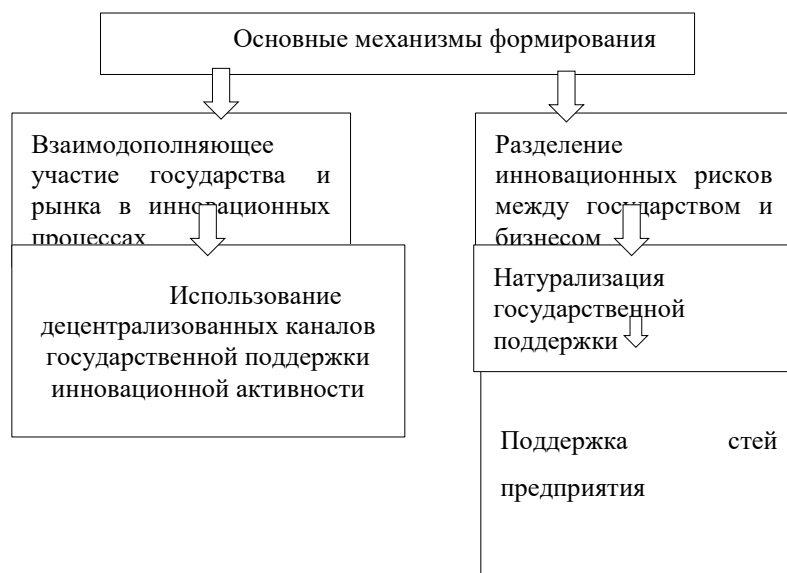 Основные механизмы формирования
Взаимодополняющее
участие государства и
рынка в инновационных
процессах
Использование
децентрализованных каналов
государственной поддержки
инновационной активности
Разделение
инновационных рисков
между государством и
бизнесом
Натурализация
государственной
поддержки
Поддержка стей
предприятия